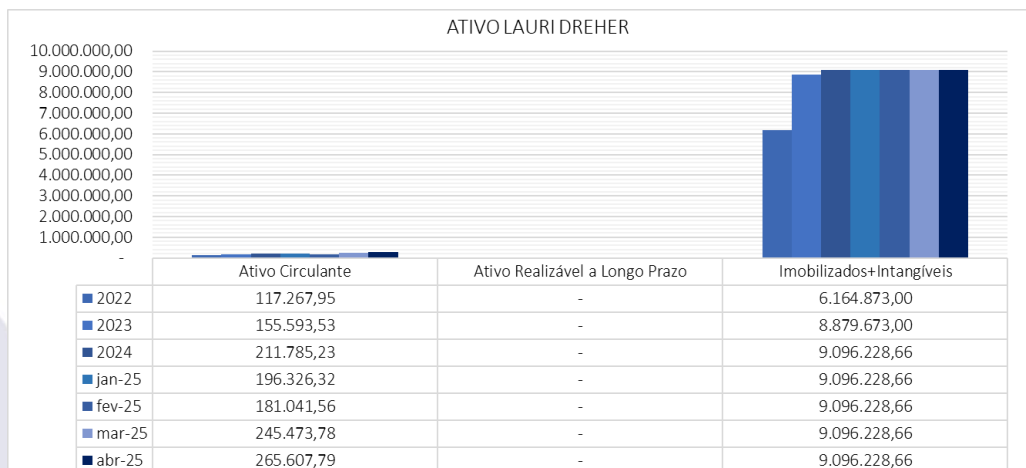 ATIVO LAURI DREHER
10.000.000,00
9.000.000,00
8.000.000,00
7.000.000,00
6.000.000,00
5.000.000,00
4.000.000,00
3.000.000,00
2.000.000,00
1.000.000,00
-
Ativo Circulante Ativo Realizável a Longo Prazo Imobilizados+Intangíveis
2022 117.267,95 - 6.164.873,00
2023 155.593,53 - 8.879.673,00
2024 211.785,23 - 9.096.228,66
jan-25 196.326,32 - 9.096.228,66
fev-25 181.041,56 - 9.096.228,66
mar-25 245.473,78 - 9.096.228,66
abr-25 265.607,79 - 9.096.228,66